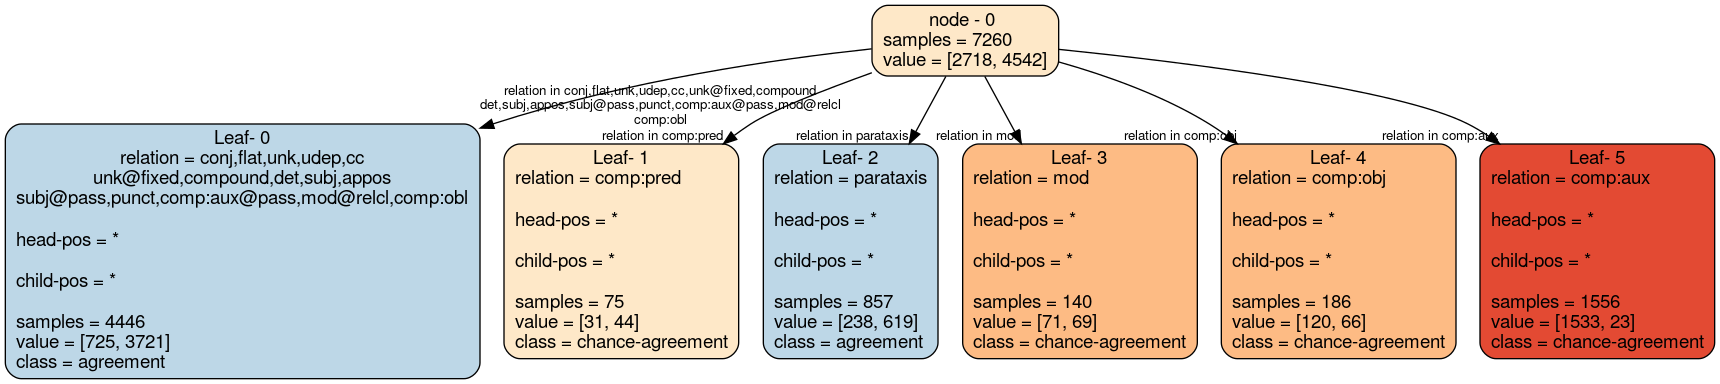 node - 0
samples = 7260
value = [2718, 4542]
relation in conj,flat,unk,udep,cc,unk@fixed,compound
det,subj,appos,subj@pass,punct,comp:aux@pass,mod@relcl
comp:obl
relation in comp:pred
relation in parataxis
relation in mod
relation in comp:obj
relation in comp:aux
Leaf- 0
relation = conj,flat,unk,udep,cc
unk@fixed,compound,det,subj,appos
subj@pass,punct,comp:aux@pass,mod@relcl,comp:obl
head-pos = *
child-pos = *
samples = 4446
value = [725, 3721]
class = agreement
Leaf- 1
relation = comp:pred
head-pos = *
child-pos = *
samples = 75
value = [31, 44]
class = chance-agreement
Leaf- 2
relation = parataxis
head-pos = *
child-pos = *
samples = 857
value = [238, 619]
class = agreement
Leaf- 3
relation = mod
head-pos = *
child-pos = *
samples = 140
value = [71, 69]
class = chance-agreement
Leaf- 4
relation = comp:obj
head-pos = *
child-pos = *
samples = 186
value = [120, 66]
class = chance-agreement
Leaf- 5
relation = comp:aux
head-pos = *
child-pos = *
samples = 1556
value = [1533, 23]
class = chance-agreement